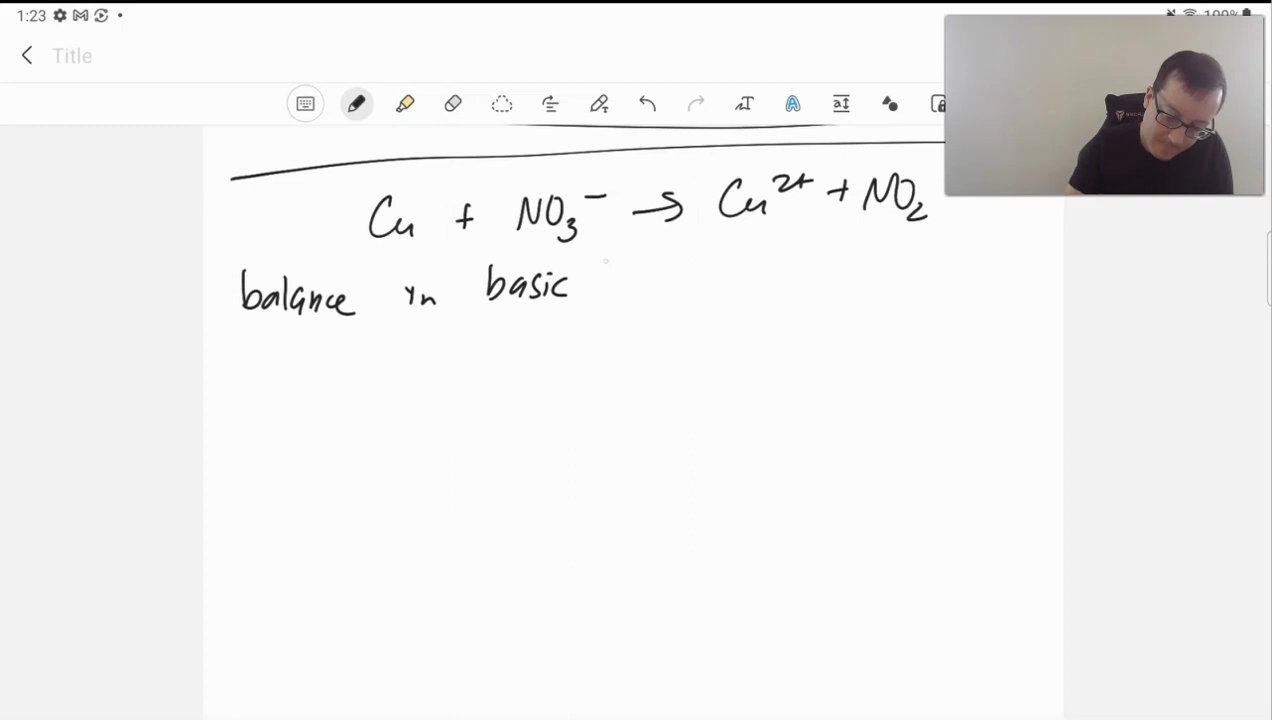 1:23
Title
Cu + NO₃⁻ → Cu²⁺ + NO₂
balance in basic